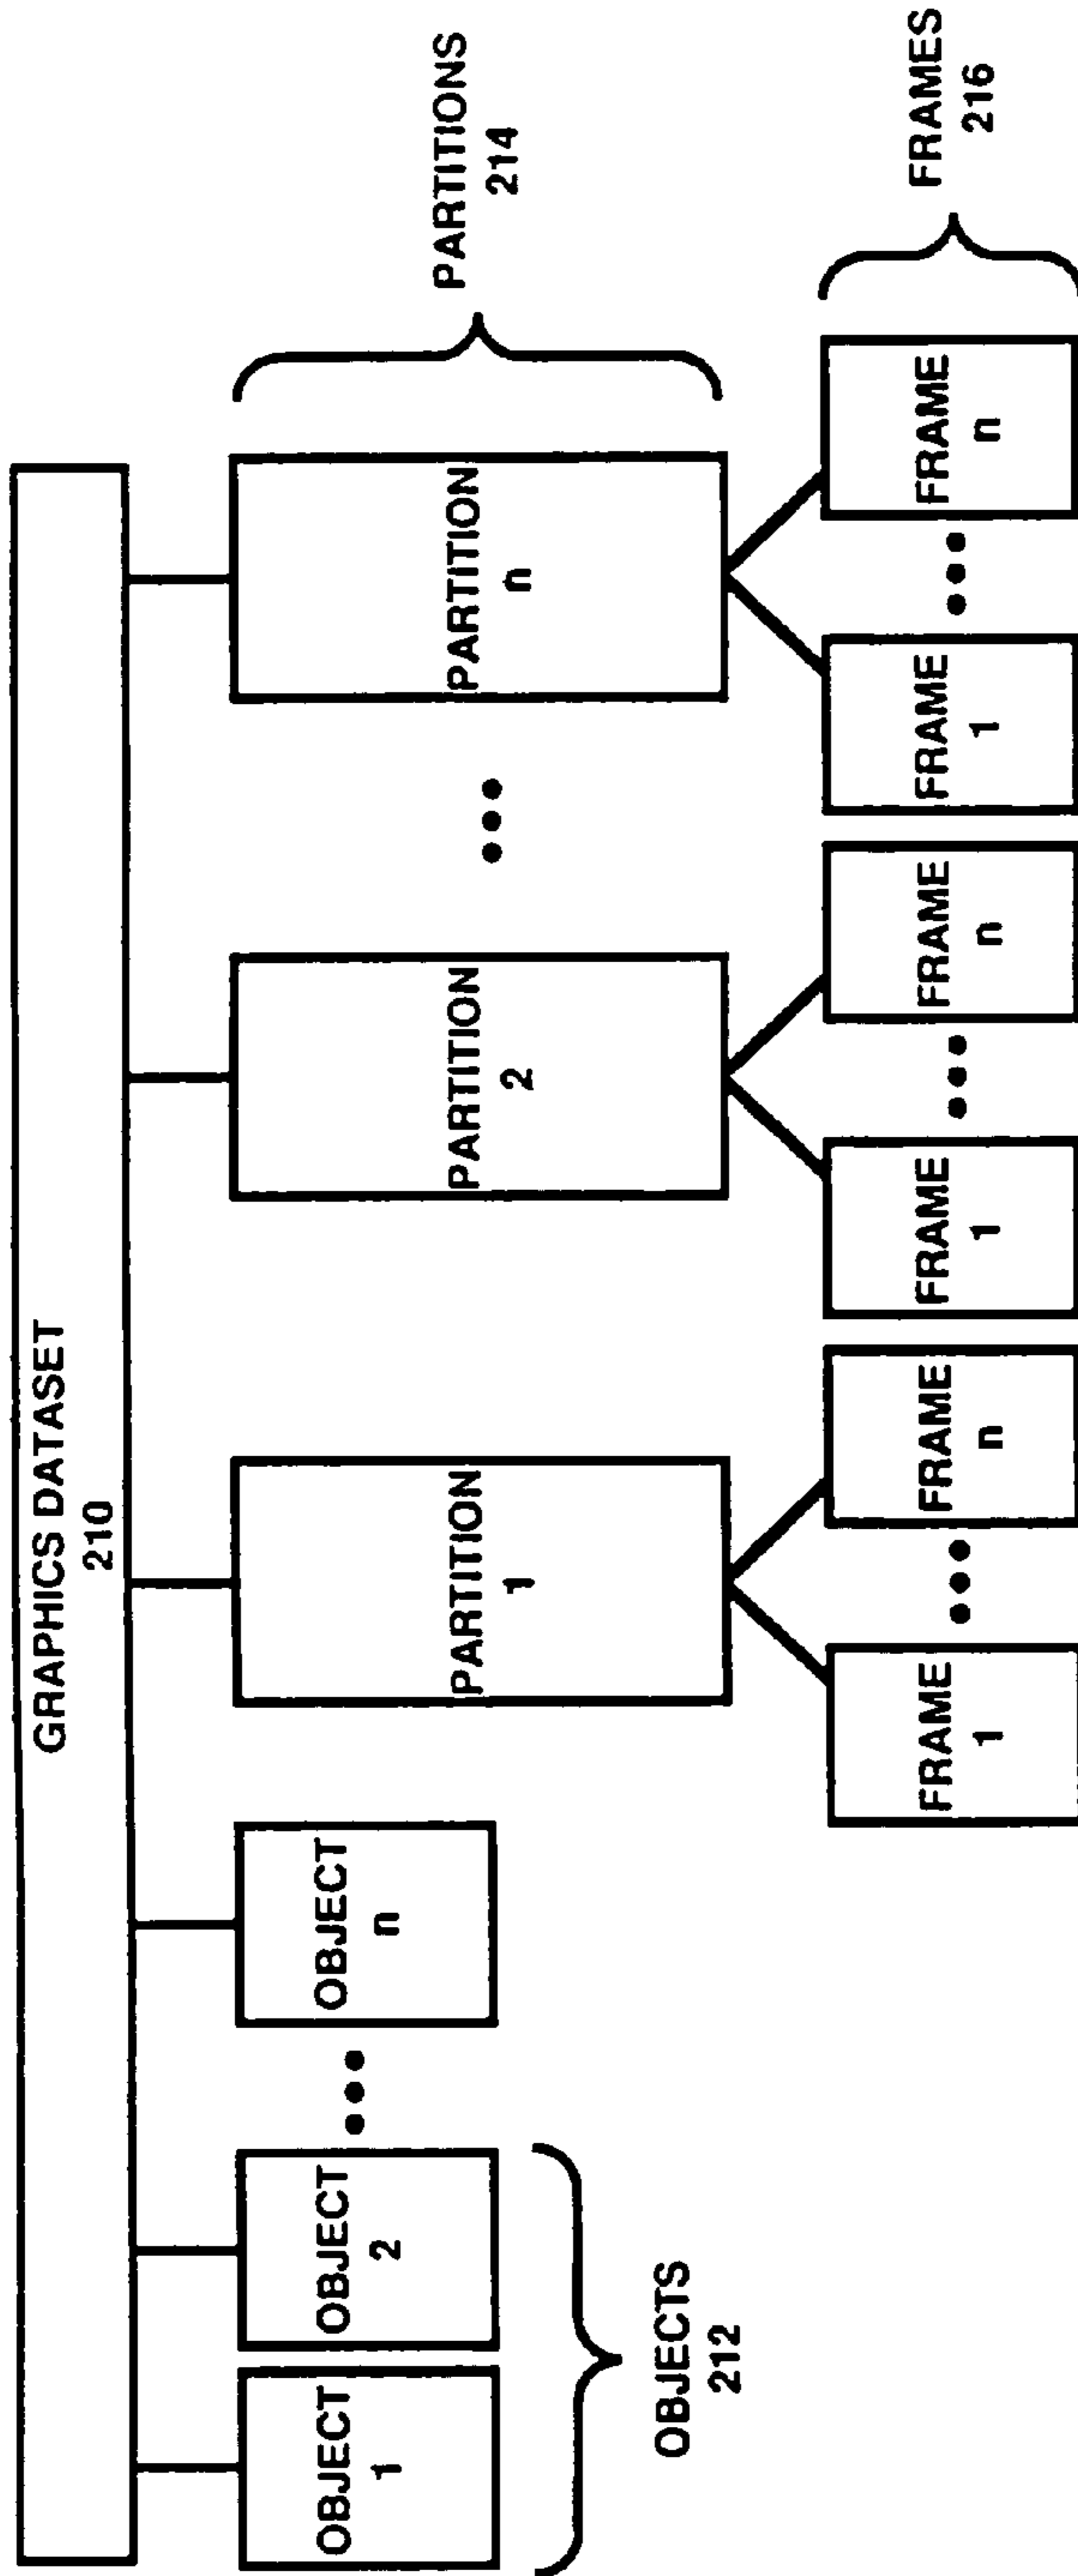 GRAPHICS DATASET
210
OBJECT
1
OBJECT
2
OBJECT
n
OBJECTS
212
PARTITION
1
PARTITION
2
PARTITION
n
PARTITIONS
214
FRAME
1
FRAME
n
FRAME
1
FRAME
n
FRAME
1
FRAME
n
FRAMES
216